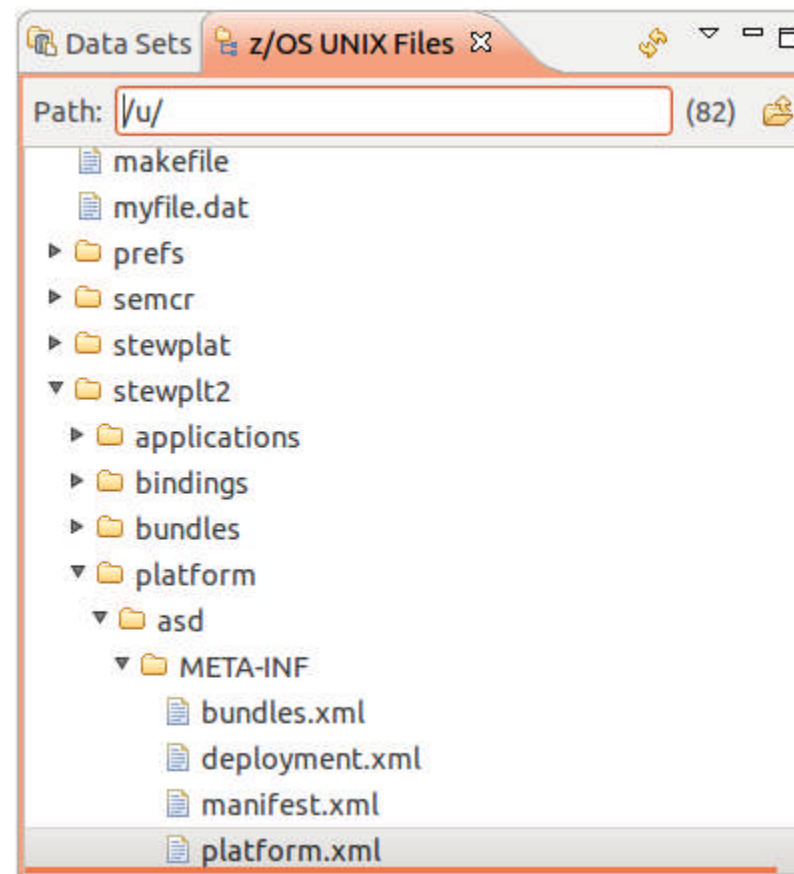 Data Sets z/OS UNIX Files
Path: /u/ (82)
makefile
myfile.dat
prefs
semcr
stewplat
stewplt2
applications
bindings
bundles
platform
asd
META-INF
bundles.xml
deployment.xml
manifest.xml
platform.xml